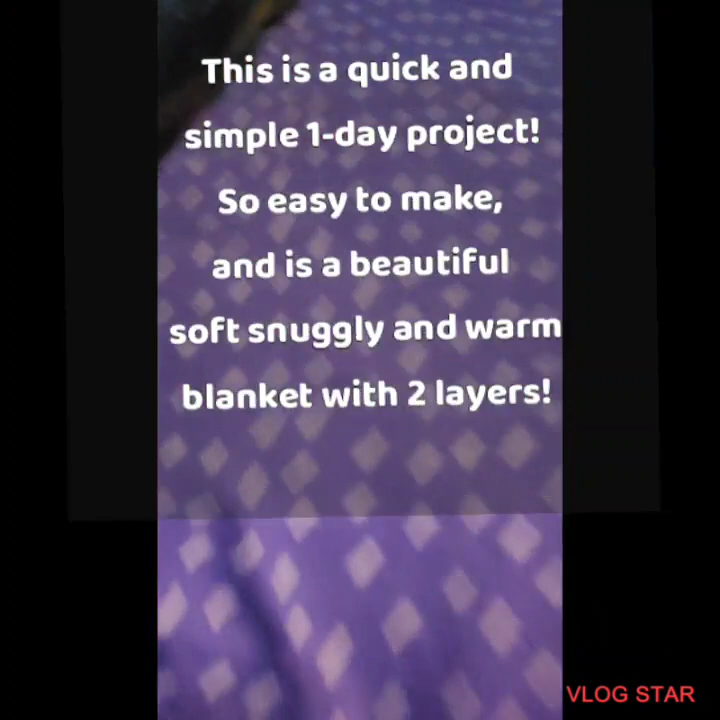 This is a quick and
simple 1-day project!
So easy to make,
and is a beautiful
soft snuggly and warm
blanket with 2 layers!
VLOG STAR